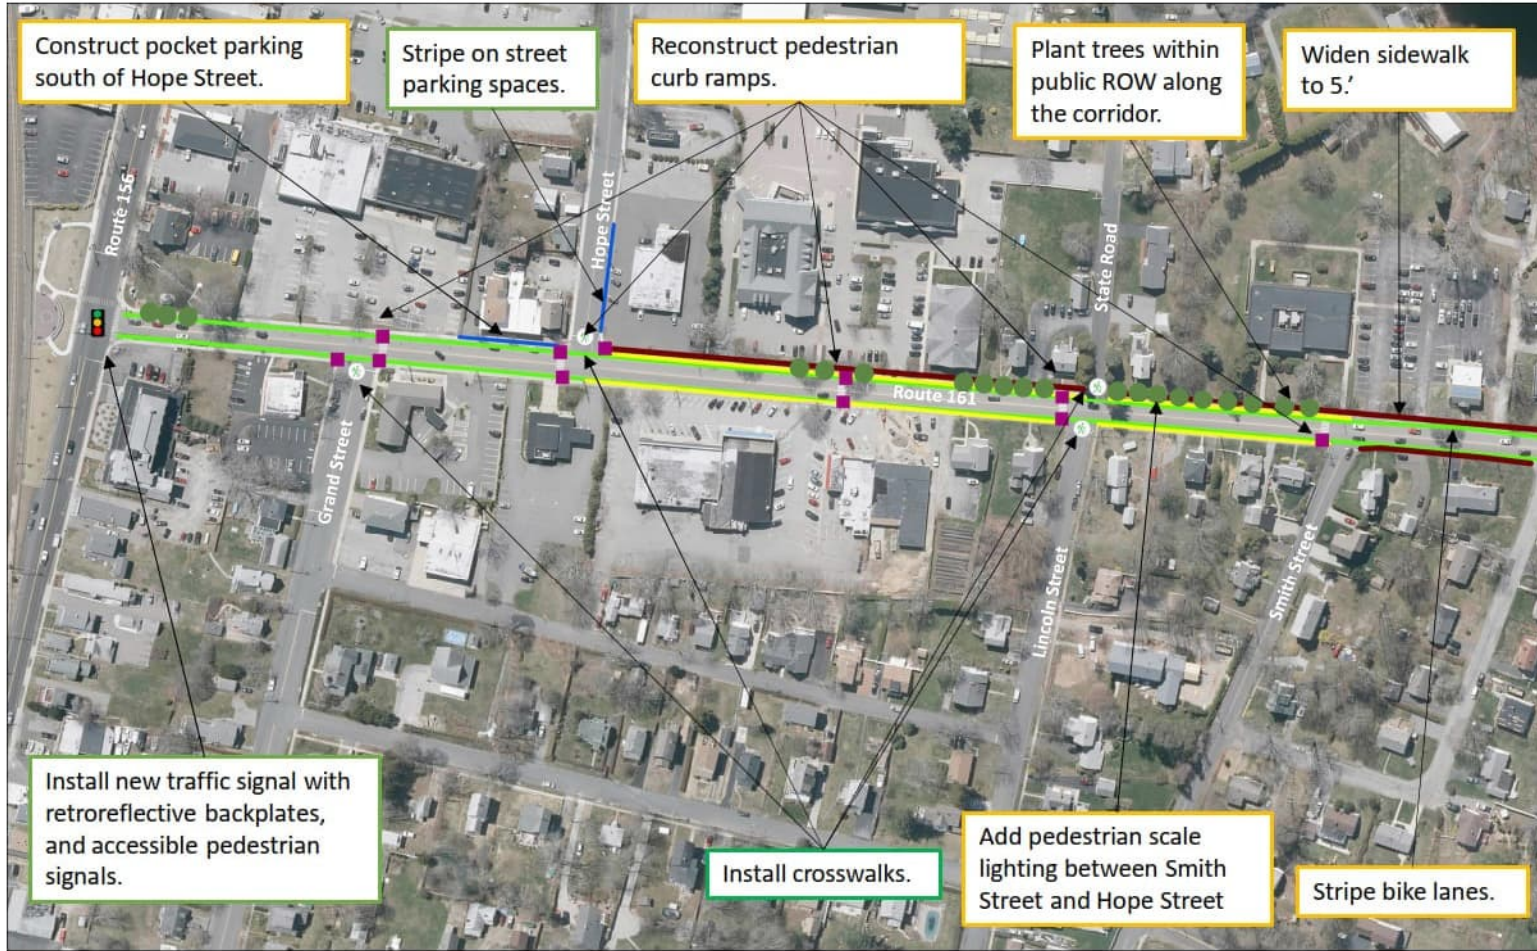 Construct pocket parking
south of Hope Street.
Stripe on street
parking spaces.
Reconstruct pedestrian
curb ramps.
Plant trees within
public ROW along
the corridor.
Widen sidewalk
to 5.’
Route 156
Hope Street
State Road
Route 161
Grand Street
Lincoln Street
Smith Street
Install new traffic signal with
retroreflective backplates,
and accessible pedestrian
signals.
Install crosswalks.
Add pedestrian scale
lighting between Smith
Street and Hope Street
Stripe bike lanes.